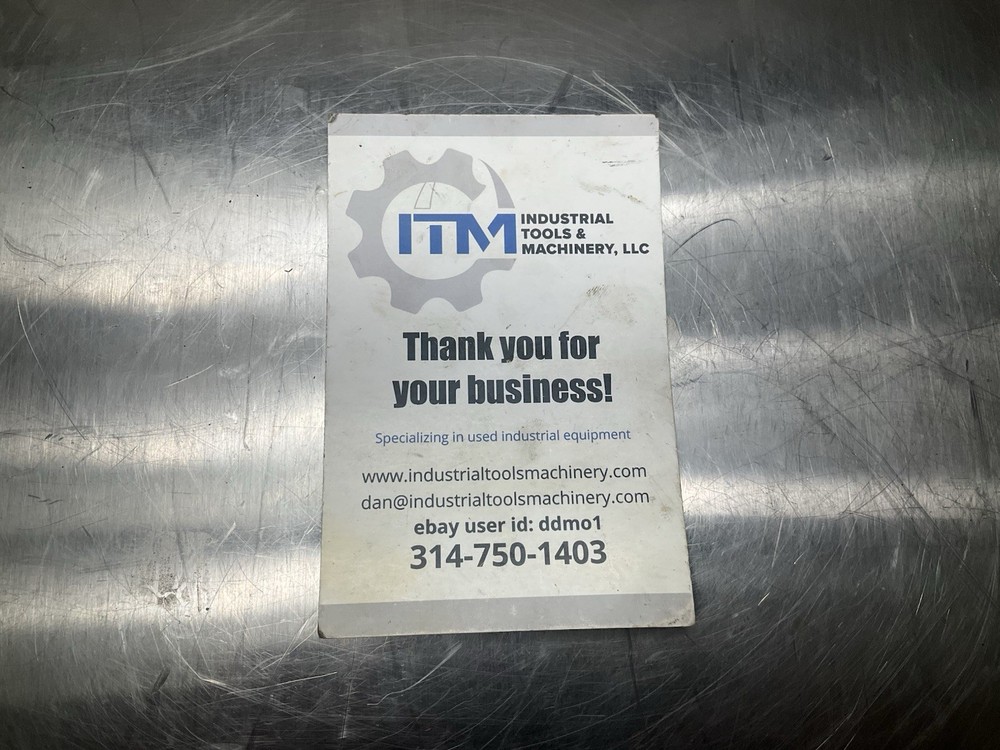 ITM
INDUSTRIAL
TOOLS &
MACHINERY, LLC
Thank you for
your business!
Specializing in used industrial equipment
www.industrialtoolsmachinery.com
dan@industrialtoolsmachinery.com
ebay user id: ddmo1
314-750-1403